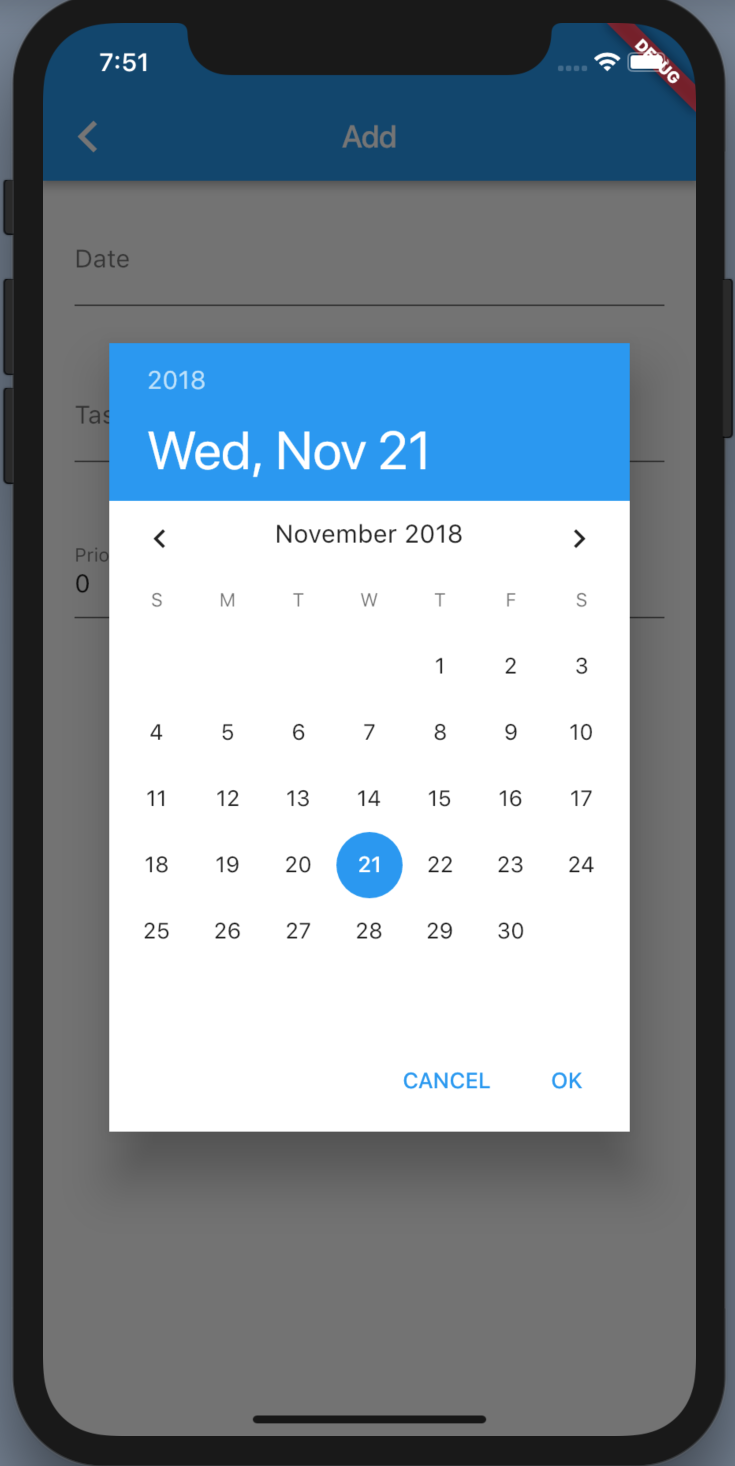 7:51
DEBUG
Add
Date
2018
Tas
Wed, Nov 21
November 2018
Prio
0
S M T W T F S
1 2 3
4 5 6 7 8 9 10
11 12 13 14 15 16 17
18 19 20 21 22 23 24
25 26 27 28 29 30
CANCEL OK